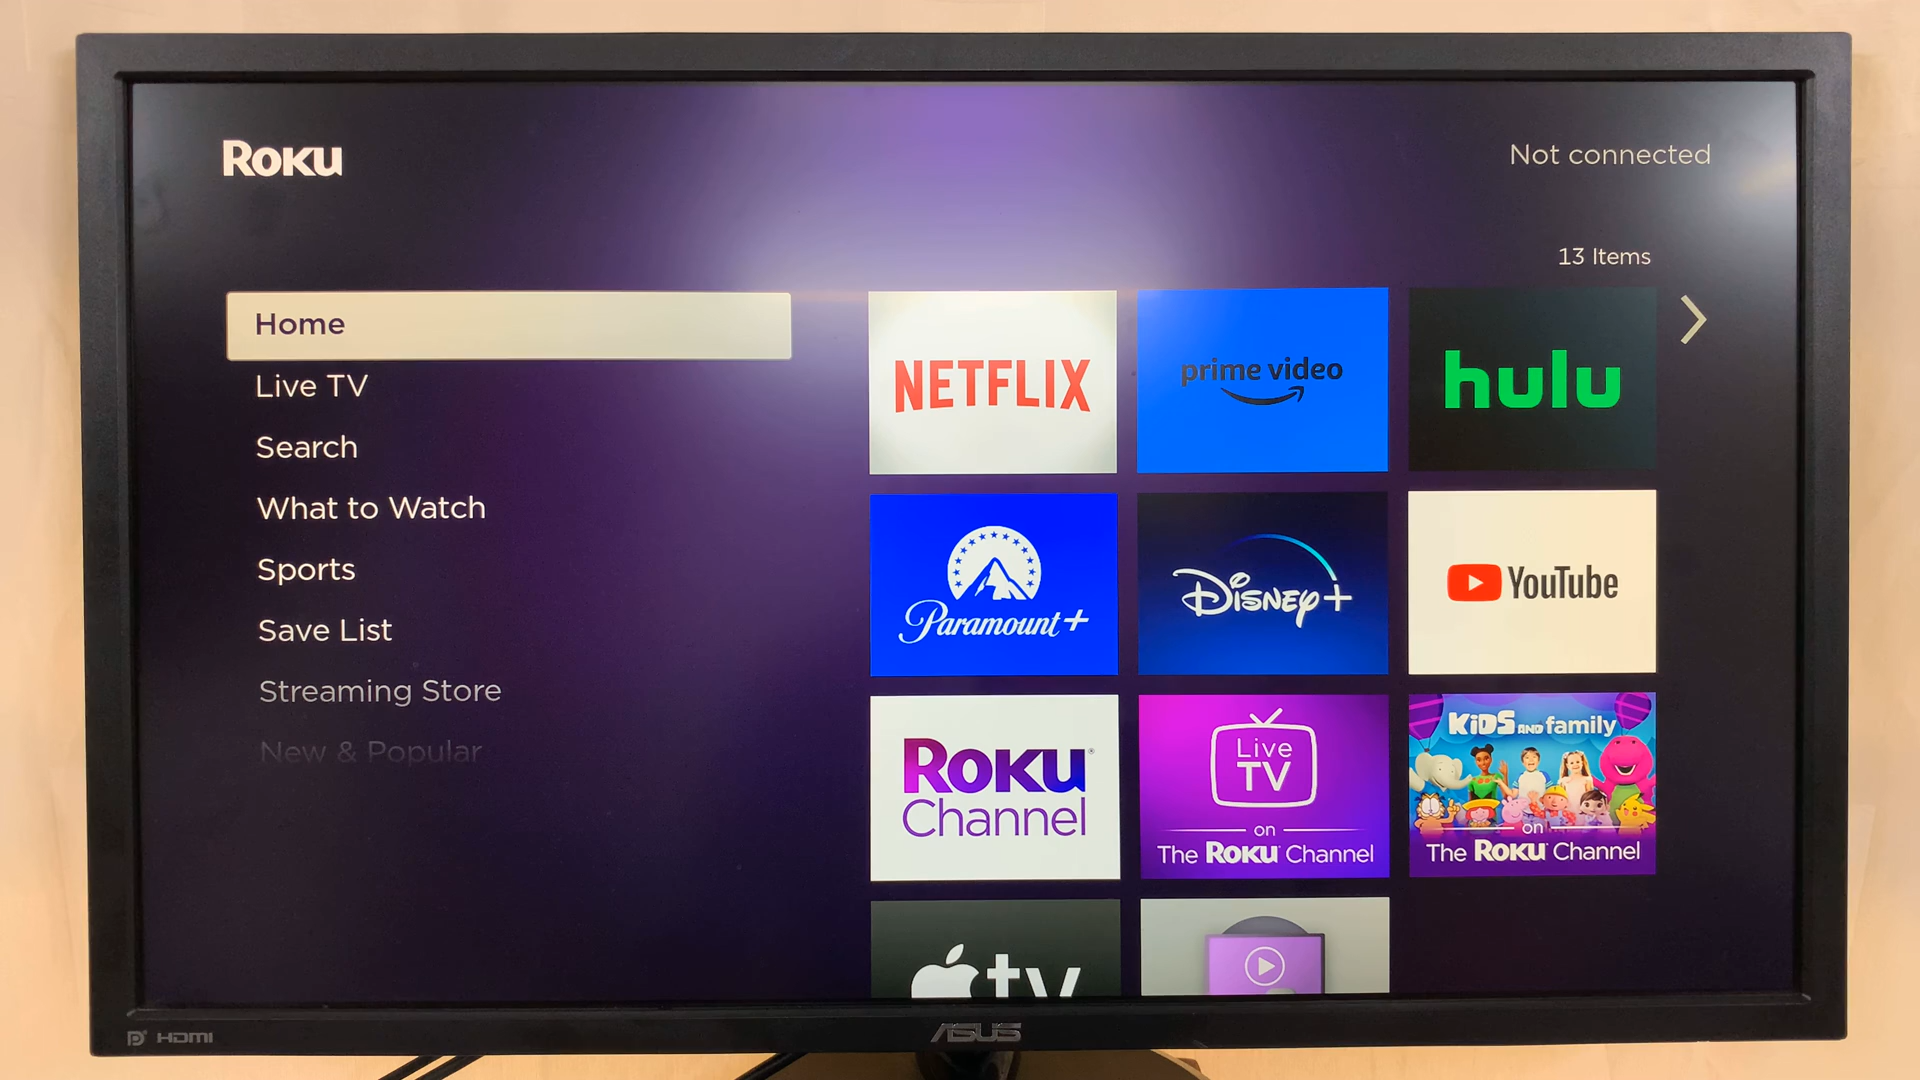 Roku
Not connected
13 Items
Home
Live TV
Search
What to Watch
Sports
Save List
Streaming Store
New & Popular
NETFLIX
prime video
hulu
Paramount+
Disney+
YouTube
Roku
Channel
Live
TV
on
The Roku Channel
KiDS AND family
on
The Roku Channel
tv
HDMI
ASUS